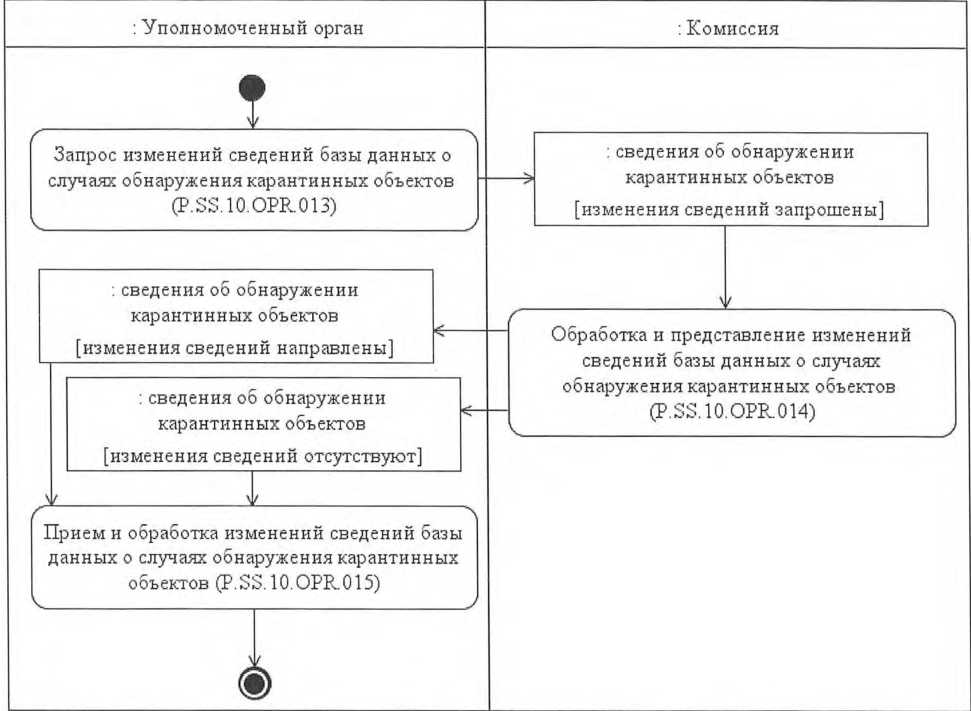 : Уполномоченный орган
: Комиссия
Запрос изменений сведений базы данных о
случаях обнаружения карантинных объектов
(P.SS.10.OPR.013)
: сведения об обнаружении
карантинных объектов
[изменения сведений запрошены]
: сведения об обнаружении
карантинных объектов
[изменения сведений направлены]
Обработка и представление изменений
сведений базы данных о случаях
обнаружения карантинных объектов
(P.SS.10.OPR.014)
: сведения об обнаружении
карантинных объектов
[изменения сведений отсутствуют]
Прием и обработка изменений сведений базы
данных о случаях обнаружения карантинных
объектов (P.SS.10.OPR.015)